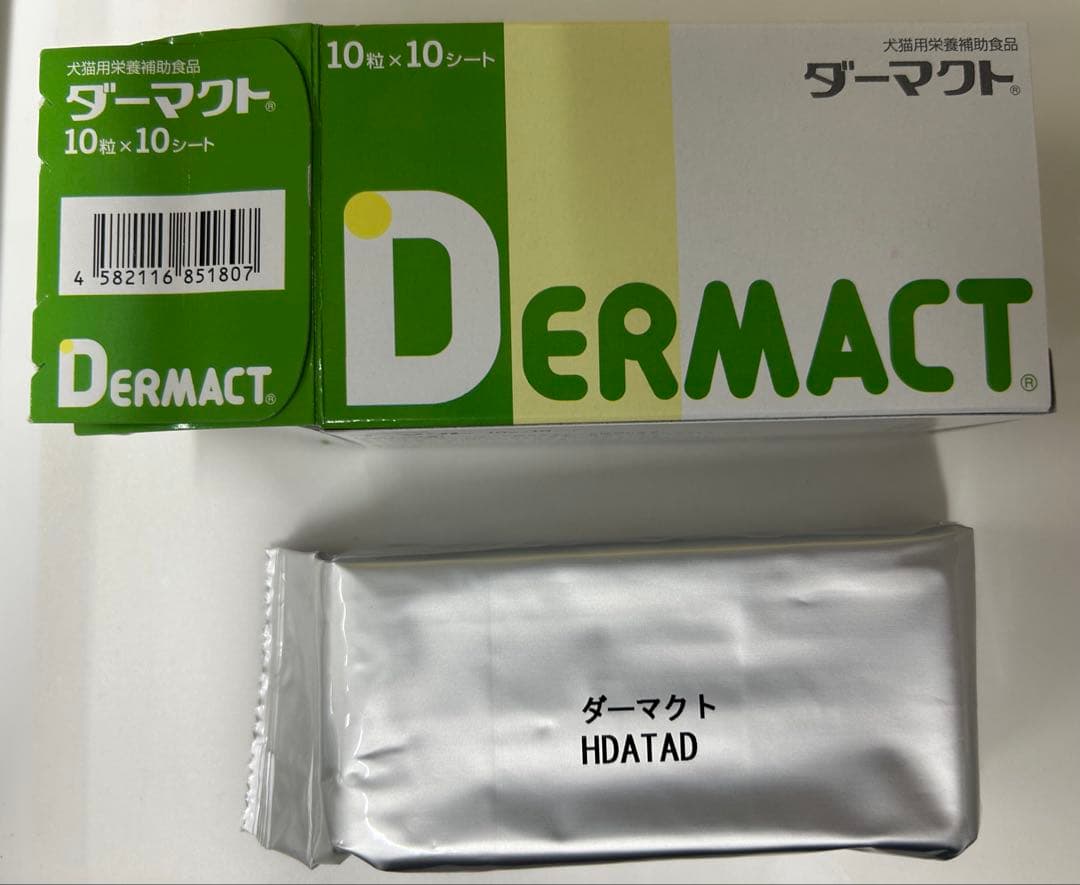 犬猫用栄養補助食品
ダーマクト®
10粒×10シート
4 582116 851807
DERMACT®
10粒×10シート
犬猫用栄養補助食品
ダーマクト®
DERMACT®
ダーマクト
HDATAD